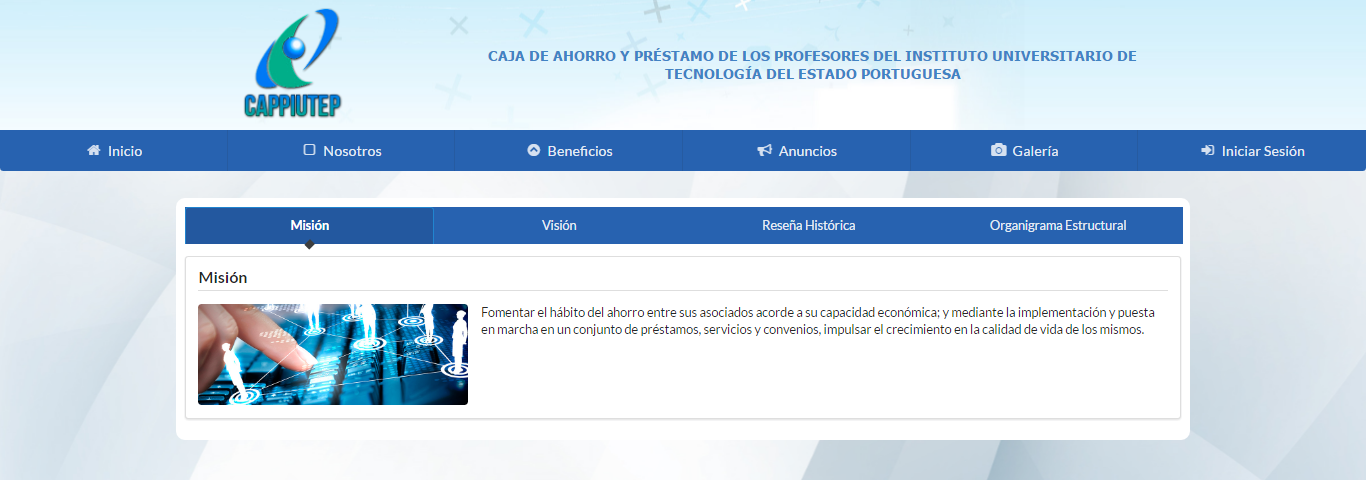 CAPPIUTEP
CAJA DE AHORRO Y PRÉSTAMO DE LOS PROFESORES DEL INSTITUTO UNIVERSITARIO DE
TECNOLOGÍA DEL ESTADO PORTUGUESA
Inicio
Nosotros
Beneficios
Anuncios
Galería
Iniciar Sesión
Misión
Visión
Reseña Histórica
Organigrama Estructural
Misión
Fomentar el hábito del ahorro entre sus asociados acorde a su capacidad económica; y mediante la implementación y puesta
en marcha en un conjunto de préstamos, servicios y convenios, impulsar el crecimiento en la calidad de vida de los mismos.